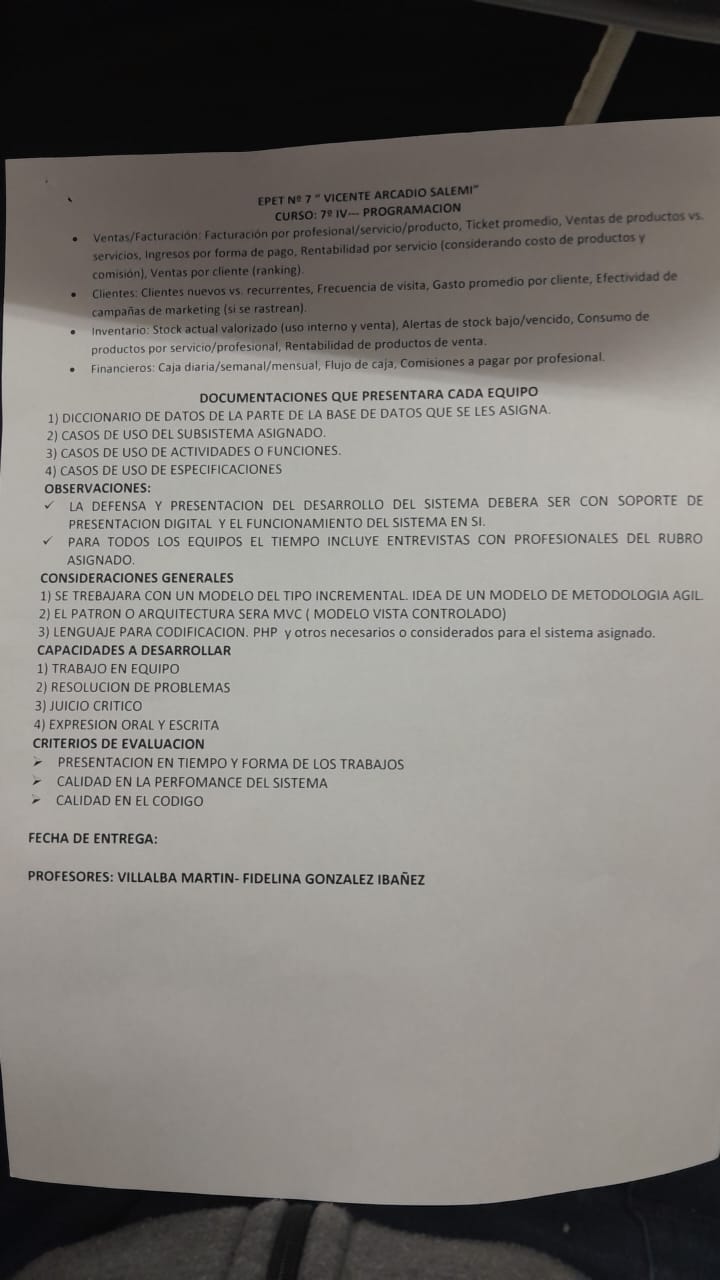 EPET Nº 7 " VICENTE ARCADIO SALEMI"
CURSO: 7º IV--- PROGRAMACION
• Ventas/Facturación: Facturación por profesional/servicio/producto, Ticket promedio, Ventas de productos vs.
servicios, Ingresos por forma de pago, Rentabilidad por servicio (considerando costo de productos y
comisión), Ventas por cliente (ranking).
• Clientes: Clientes nuevos vs. recurrentes, Frecuencia de visita, Gasto promedio por cliente, Efectividad de
campañas de marketing (si se rastrean).
• Inventario: Stock actual valorizado (uso interno y venta), Alertas de stock bajo/vencido, Consumo de
productos por servicio/profesional, Rentabilidad de productos de venta.
• Financieros: Caja diaria/semanal/mensual, Flujo de caja, Comisiones a pagar por profesional.
DOCUMENTACIONES QUE PRESENTARA CADA EQUIPO
1) DICCIONARIO DE DATOS DE LA PARTE DE LA BASE DE DATOS QUE SE LES ASIGNA.
2) CASOS DE USO DEL SUBSISTEMA ASIGNADO.
3) CASOS DE USO DE ACTIVIDADES O FUNCIONES.
4) CASOS DE USO DE ESPECIFICACIONES
OBSERVACIONES:
✓ LA DEFENSA Y PRESENTACION DEL DESARROLLO DEL SISTEMA DEBERA SER CON SOPORTE DE
PRESENTACION DIGITAL Y EL FUNCIONAMIENTO DEL SISTEMA EN SI.
✓ PARA TODOS LOS EQUIPOS EL TIEMPO INCLUYE ENTREVISTAS CON PROFESIONALES DEL RUBRO
ASIGNADO.
CONSIDERACIONES GENERALES
1) SE TREBAJARA CON UN MODELO DEL TIPO INCREMENTAL. IDEA DE UN MODELO DE METODOLOGIA AGIL.
2) EL PATRON O ARQUITECTURA SERA MVC ( MODELO VISTA CONTROLADO)
3) LENGUAJE PARA CODIFICACION. PHP y otros necesarios o considerados para el sistema asignado.
CAPACIDADES A DESARROLLAR
1) TRABAJO EN EQUIPO
2) RESOLUCION DE PROBLEMAS
3) JUICIO CRITICO
4) EXPRESION ORAL Y ESCRITA
CRITERIOS DE EVALUACION
➢ PRESENTACION EN TIEMPO Y FORMA DE LOS TRABAJOS
➢ CALIDAD EN LA PERFOMANCE DEL SISTEMA
➢ CALIDAD EN EL CODIGO
FECHA DE ENTREGA:
PROFESORES: VILLALBA MARTIN- FIDELINA GONZALEZ IBAÑEZ